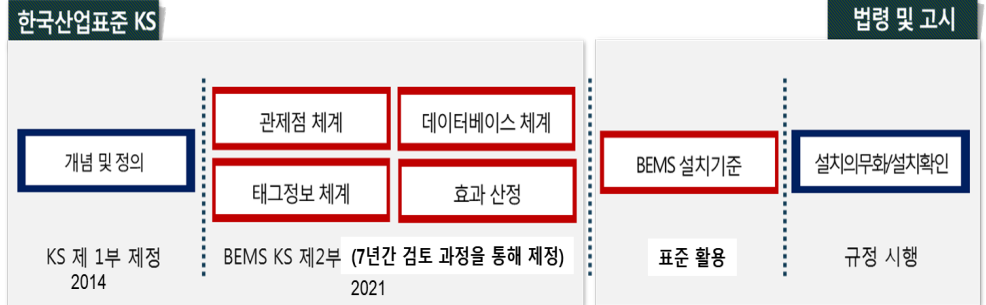 한국산업표준 KS
법령 및 고시
개념 및 정의
관제점 체계
데이터베이스 체계
태그정보 체계
효과 산정
BEMS 설치기준
설치의무화/설치확인
KS 제 1부 제정
2014
BEMS KS 제2부 (7년간 검토 과정을 통해 제정)
2021
표준 활용
규정 시행